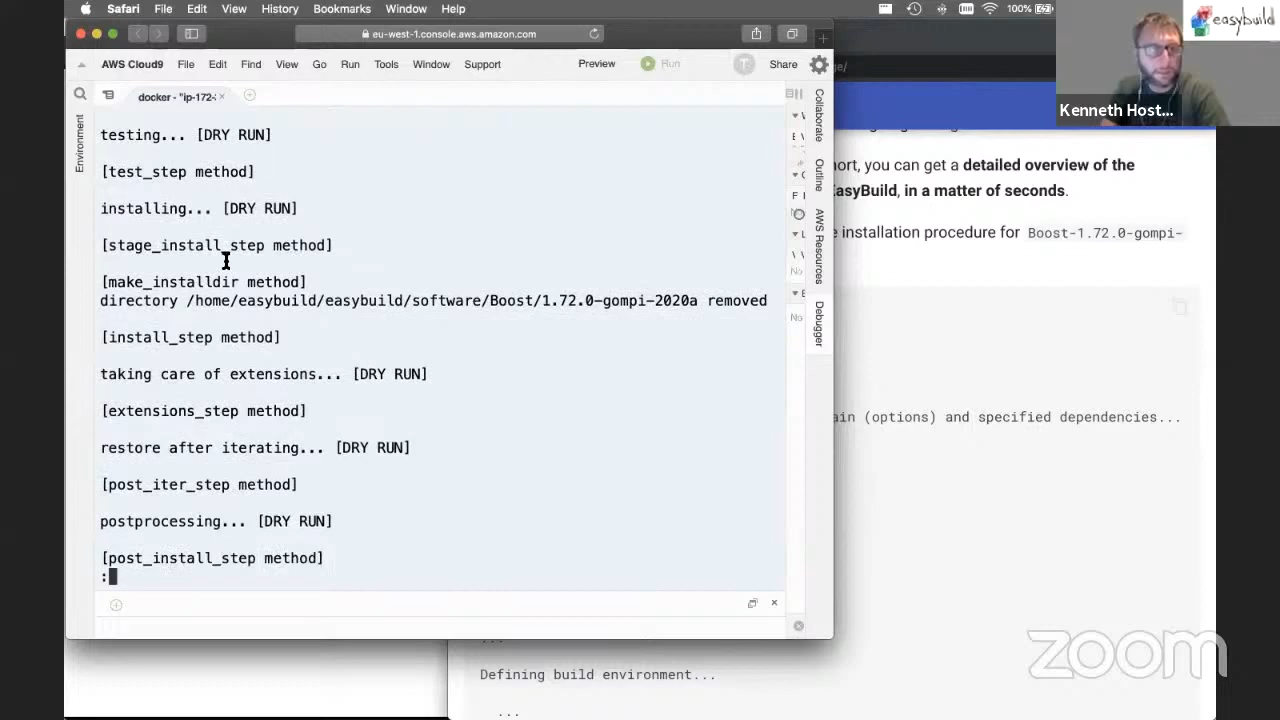 Safari File Edit View History Bookmarks Window Help 100%
easybuild
eu-west-1.console.aws.amazon.com
Kenneth Host...
AWS Cloud9 File Edit Find View Go Run Tools Window Support Preview Run T Share
docker - "ip-172-
Environment
Collaborate
Outline
AWS Resources
Debugger
testing... [DRY RUN]
[test_step method]
installing... [DRY RUN]
[stage_install_step method]
[make_installdir method]
directory /home/easybuild/easybuild/software/Boost/1.72.0-gompi-2020a removed
[install_step method]
taking care of extensions... [DRY RUN]
[extensions_step method]
restore after iterating... [DRY RUN]
[post_iter_step method]
postprocessing... [DRY RUN]
[post_install_step method]
:
ort, you can get a detailed overview of the
EasyBuild, in a matter of seconds.
e installation procedure for Boost-1.72.0-gompi-
ain (options) and specified dependencies...
...
Defining build environment...
...
zoom